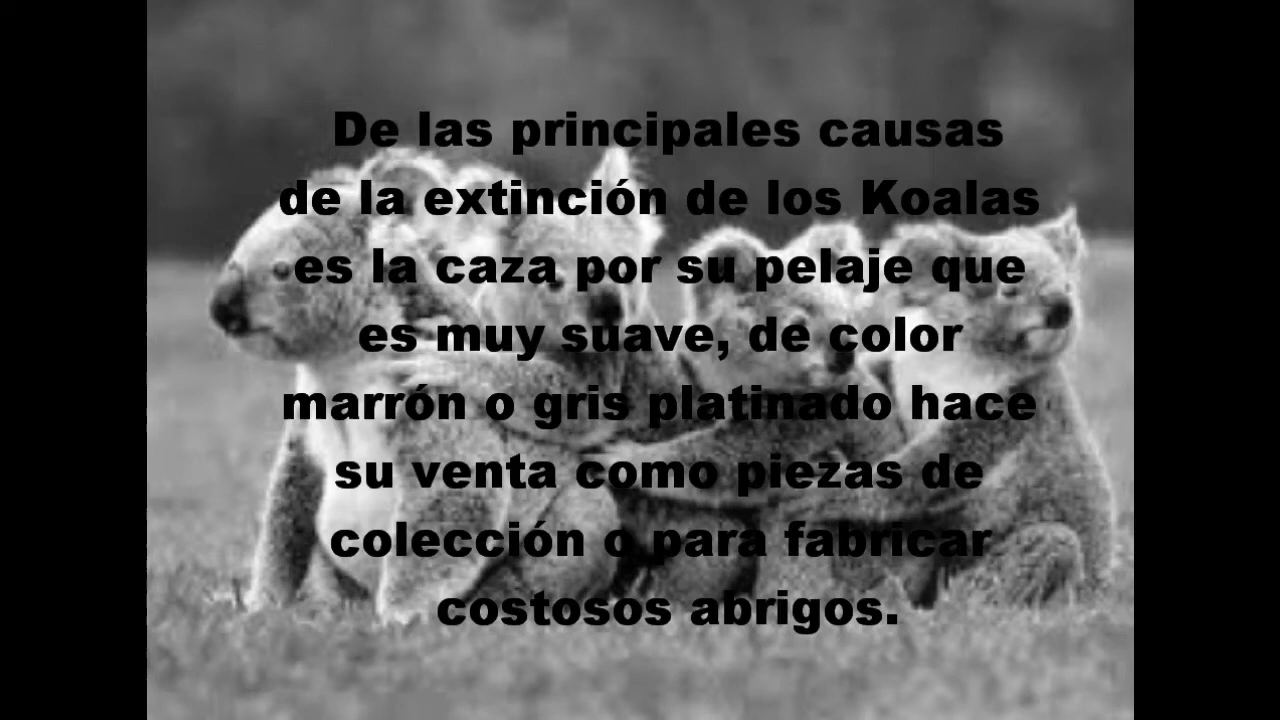 De las principales causas
de la extinción de los Koalas
es la caza por su pelaje que
es muy suave, de color
marrón o gris platinado hace
su venta como piezas de
colección o para fabricar
costosos abrigos.